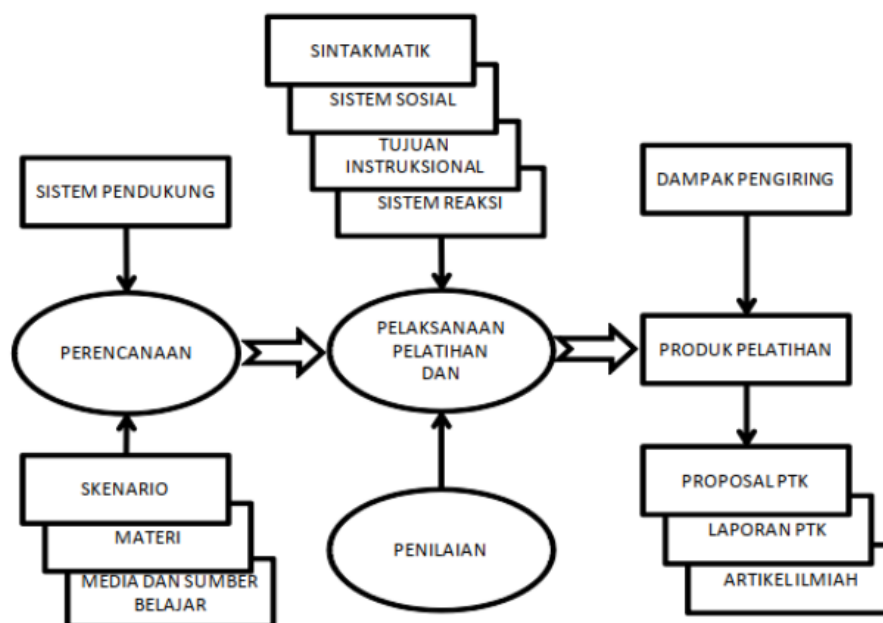 SINTAKMATIK
SISTEM SOSIAL
TUJUAN
INSTRUKSIONAL
SISTEM REAKSI
SISTEM PENDUKUNG
DAMPAK PENGIRING
PERENCANAAN
PELAKSANAAN
PELATIHAN
DAN
PRODUK PELATIHAN
SKENARIO
MATERI
MEDIA DAN SUMBER
BELAJAR
PENILAIAN
PROPOSAL PTK
LAPORAN PTK
ARTIKEL ILMIAH